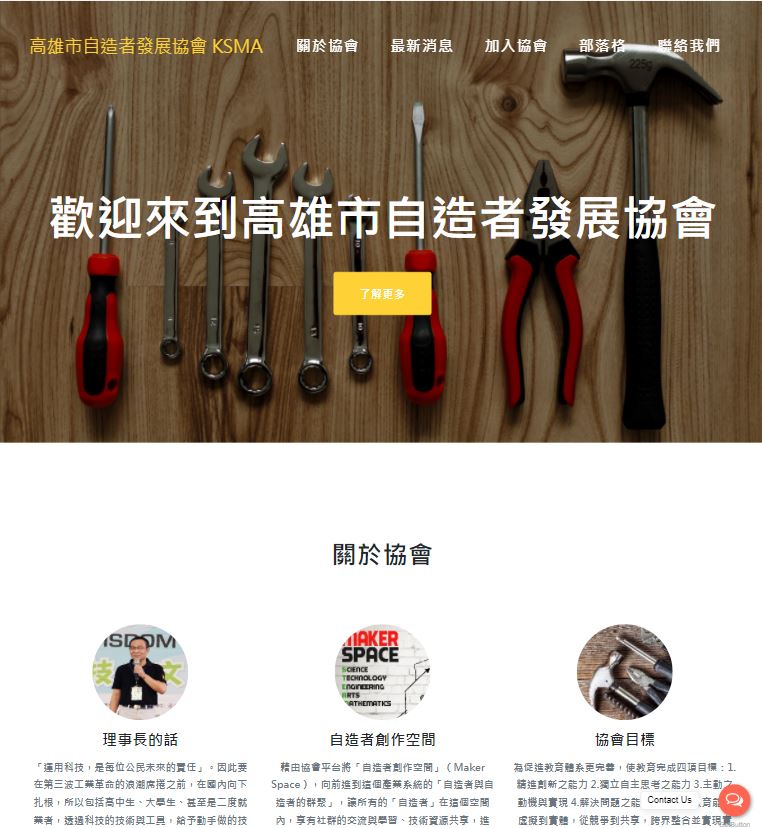 高雄市自造者發展協會 KSMA 關於協會 最新消息 加入協會 部落格 聯絡我們
225g
歡迎來到高雄市自造者發展協會
了解更多
關於協會
ISDOM
技 文
MAKER
SPACE
SCIENCE
TECHNOLOGY
ENGINEERING
ARTS
MATHEMATICS
理事長的話
「運用科技，是每位公民未來的責任」。因此要
在第三波工業革命的浪潮席捲之前，在國內向下
扎根，所以包括高中生、大學生、甚至是二度就
業者，透過科技的技術與工具，給予動手做的技
自造者創作空間
藉由協會平台將「自造者創作空間」（Maker
Space），向前進到這個產業系統的「自造者與自
造者的群聚」，讓所有的「自造者」在這個空間
內，享有社群的交流與學習、技術資源共享，進
協會目標
為促進教育體系更完善，使教育完成四項目標：1.
精進創新之能力 2.獨立自主思考之能力 3.主動之
動機與實現 4.解決問題之能
育能
虛擬到實體，從競爭到共享，跨界整合並實現實
Contact Us
Button